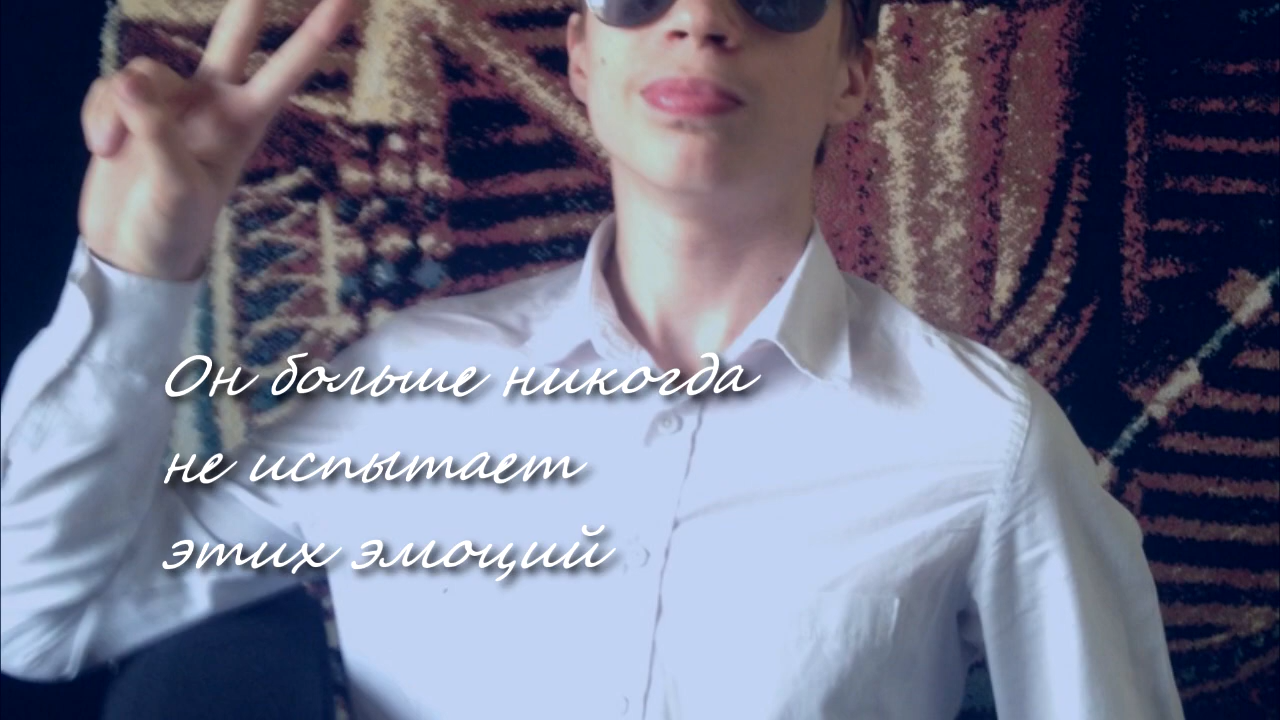 Он больше никогда
не испытает
этих эмоций